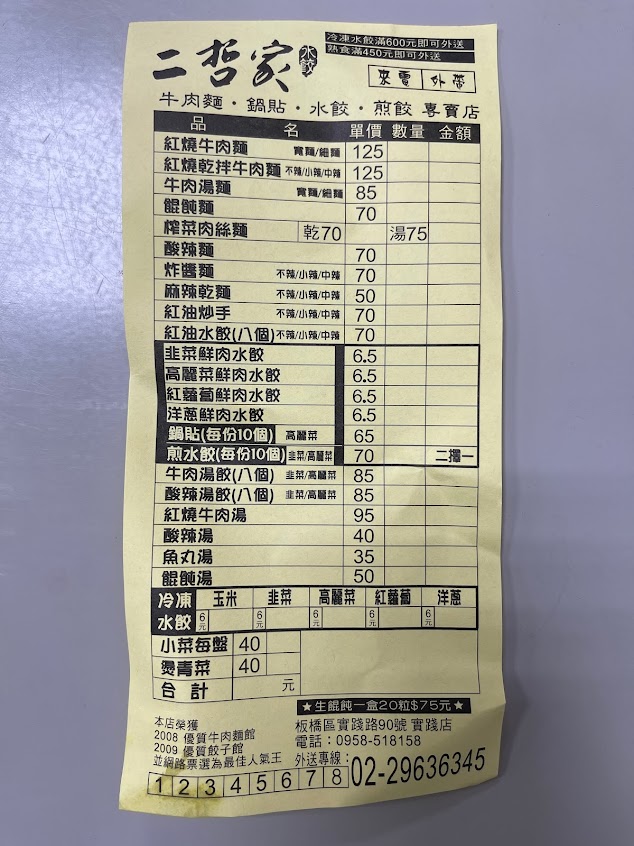 二哲家 水餃
冷凍水餃滿600元即可外送
熟食滿450元即可外送
來電 外帶
牛肉麵・鍋貼・水餃・煎餃 專賣店
品名 單價 數量 金額
紅燒牛肉麵 寬麵/細麵 125
紅燒乾拌牛肉麵 不辣/小辣/中辣 125
牛肉湯麵 寬麵/細麵 85
餛飩麵 70
榨菜肉絲麵 乾70 湯75
酸辣麵 70
炸醬麵 不辣/小辣/中辣 70
麻辣乾麵 不辣/小辣/中辣 50
紅油炒手 不辣/小辣/中辣 70
紅油水餃(八個) 不辣/小辣/中辣 70
韭菜鮮肉水餃 6.5
高麗菜鮮肉水餃 6.5
紅蘿蔔鮮肉水餃 6.5
洋蔥鮮肉水餃 6.5
鍋貼(每份10個) 高麗菜 65
煎水餃(每份10個) 韭菜/高麗菜 70 二擇一
牛肉湯餃(八個) 韭菜/高麗菜 85
酸辣湯餃(八個) 韭菜/高麗菜 85
紅燒牛肉湯 95
酸辣湯 40
魚丸湯 35
餛飩湯 50
冷凍水餃 玉米 韭菜 高麗菜 紅蘿蔔 洋蔥
6元 6元 6元 6元 6元
小菜每盤 40
燙青菜 40
合計 元
★生餛飩一盒20粒$75元★
本店榮獲
2008 優質牛肉麵館
2009 優質餃子館
並網路票選為最佳人氣王
板橋區實踐路90號 實踐店
電話：0958-518158
外送專線：02-29636345
1 2 3 4 5 6 7 8